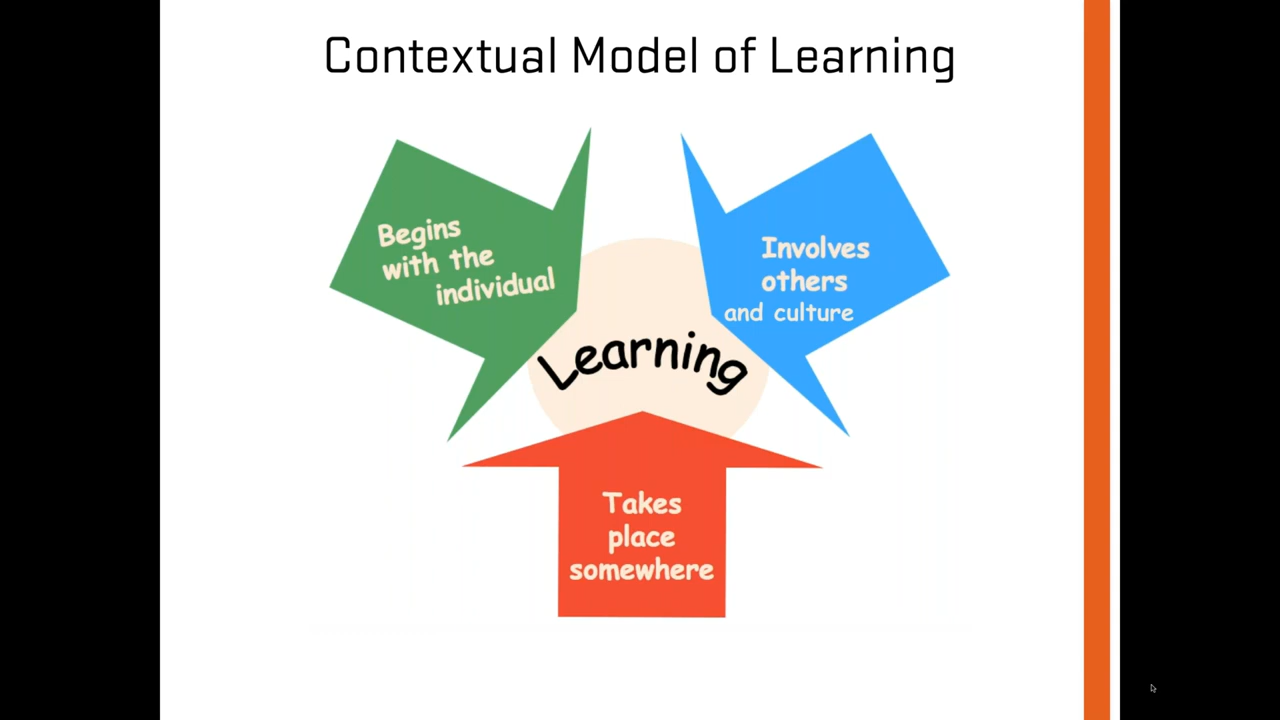 Contextual Model of Learning
Begins
with the
individual
Involves
others
and culture
Learning
Takes
place
somewhere